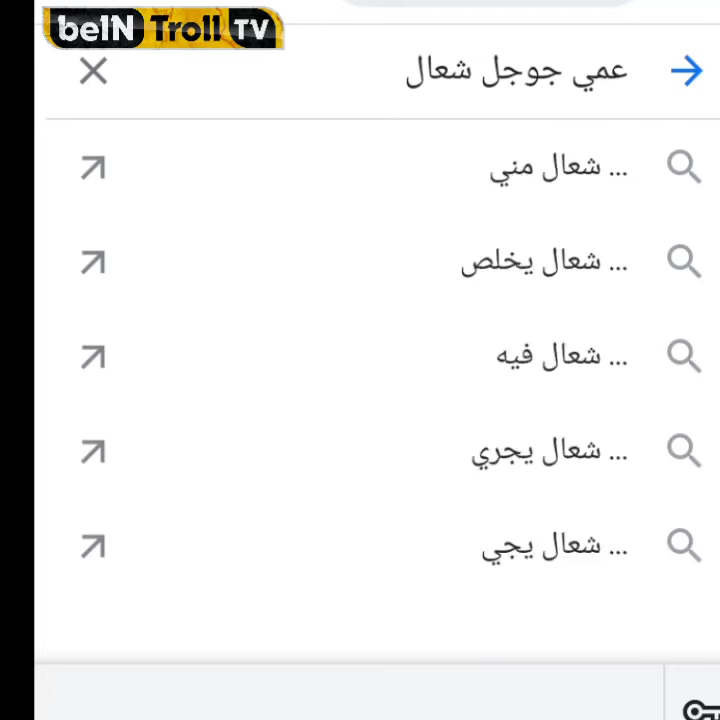 beIN Troll TV
عمي جوجل شعال
... شعال مني
... شعال يخلص
... شعال فيه
... شعال يجري
... شعال يجي